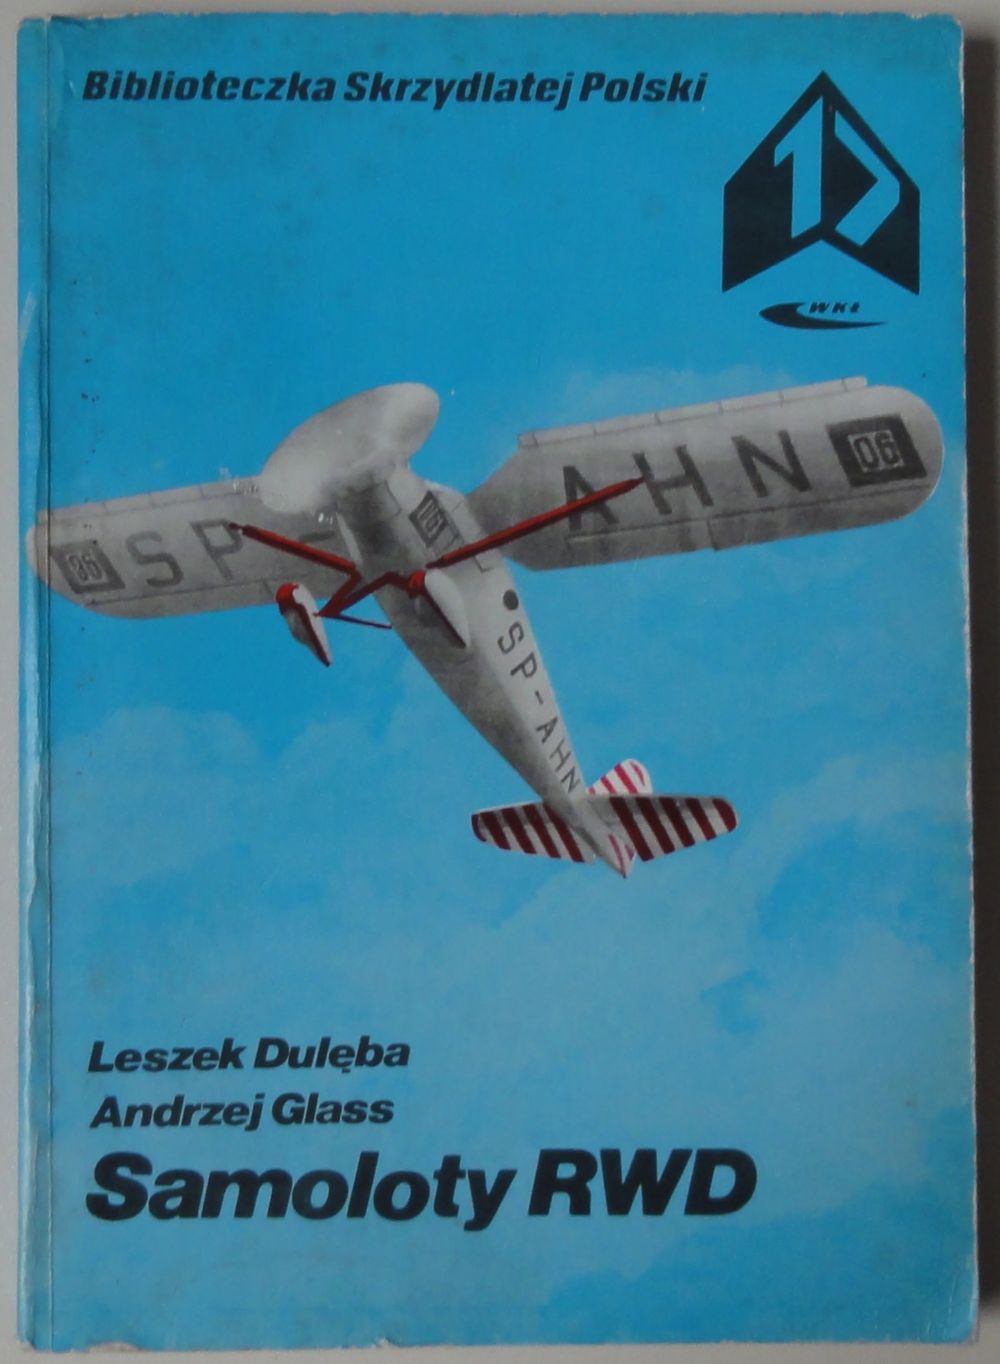 Biblioteczka Skrzydlatej Polski
17
WKŁ
SP-
AHN
06
06
SP-AHN
Leszek Dulęba
Andrzej Glass
Samoloty RWD